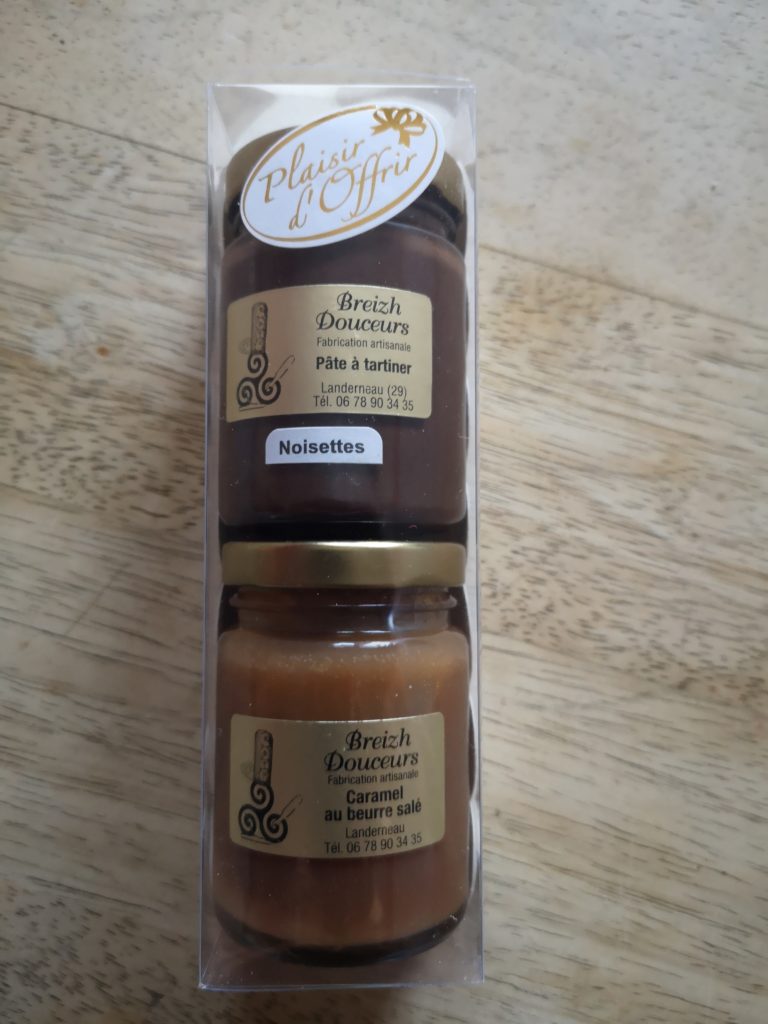 Plaisir
d'Offrir
Breizh
Douceurs
Fabrication artisanale
Pâte à tartiner
Landerneau (29)
Tél. 06 78 90 34 35
Noisettes
Breizh
Douceurs
Fabrication artisanale
Caramel
au beurre salé
Landerneau
Tél. 06 78 90 34 35